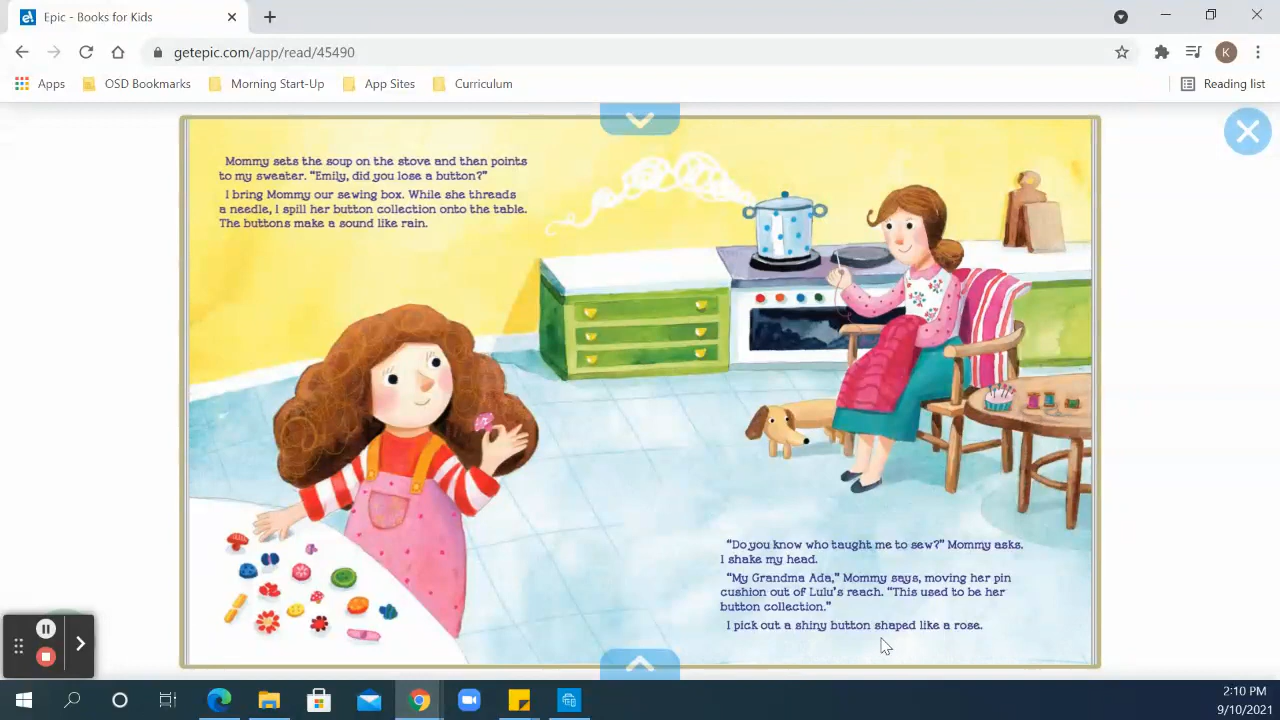 Epic - Books for Kids
getepic.com/app/read/45490
K
Apps
OSD Bookmarks
Morning Start-Up
App Sites
Curriculum
Reading list
Mommy sets the soup on the stove and then points
to my sweater. “Emily, did you lose a button?”
I bring Mommy our sewing box. While she threads
a needle, I spill her button collection onto the table.
The buttons make a sound like rain.
“Do you know who taught me to sew?” Mommy asks.
I shake my head.
“My Grandma Ada,” Mommy says, moving her pin
cushion out of Lulu’s reach. “This used to be her
button collection.”
I pick out a shiny button shaped like a rose.
2:10 PM
9/10/2021